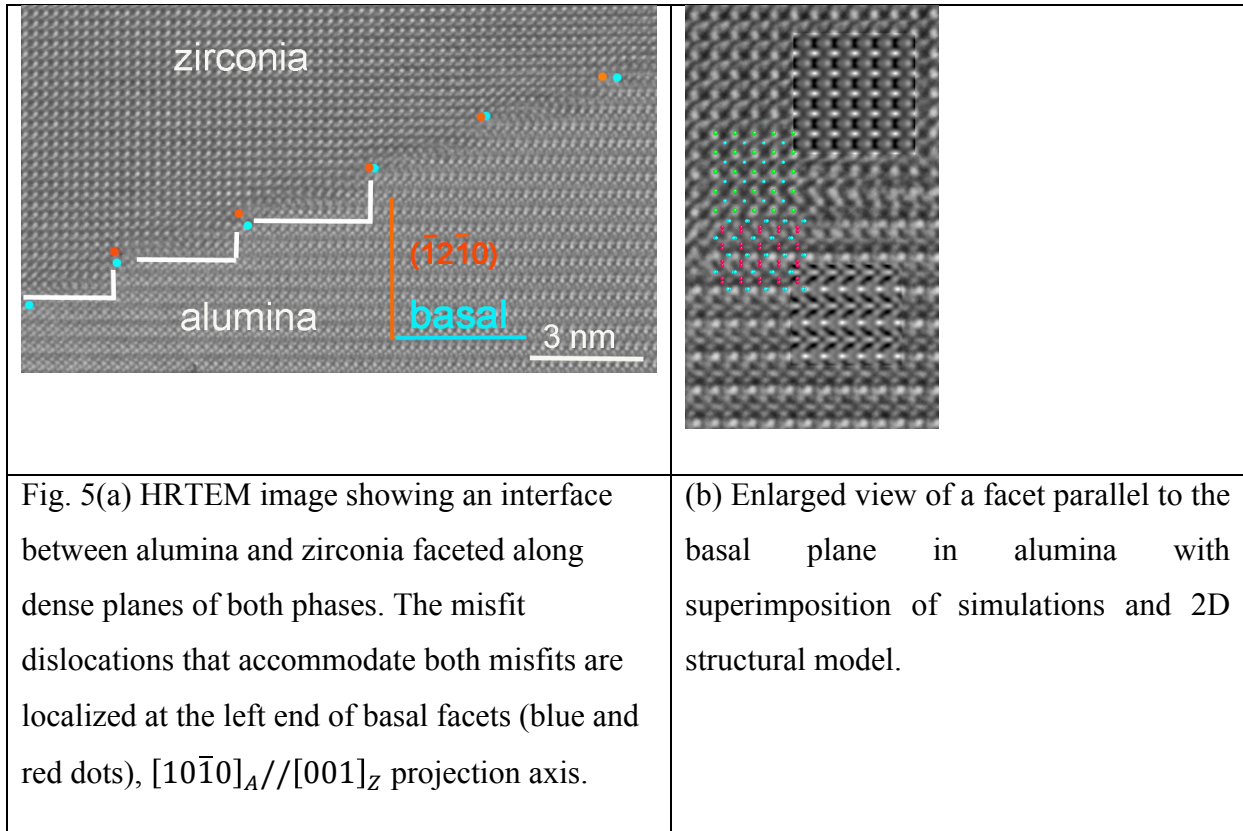 zirconia
(1̄21̄0)
alumina
basal
3 nm
Fig. 5(a) HRTEM image showing an interface
between alumina and zirconia faceted along
dense planes of both phases. The misfit
dislocations that accommodate both misfits are
localized at the left end of basal facets (blue and
red dots), [101̄0]A//[001]Z projection axis.
(b) Enlarged view of a facet parallel to the
basal plane in alumina with
superimposition of simulations and 2D
structural model.